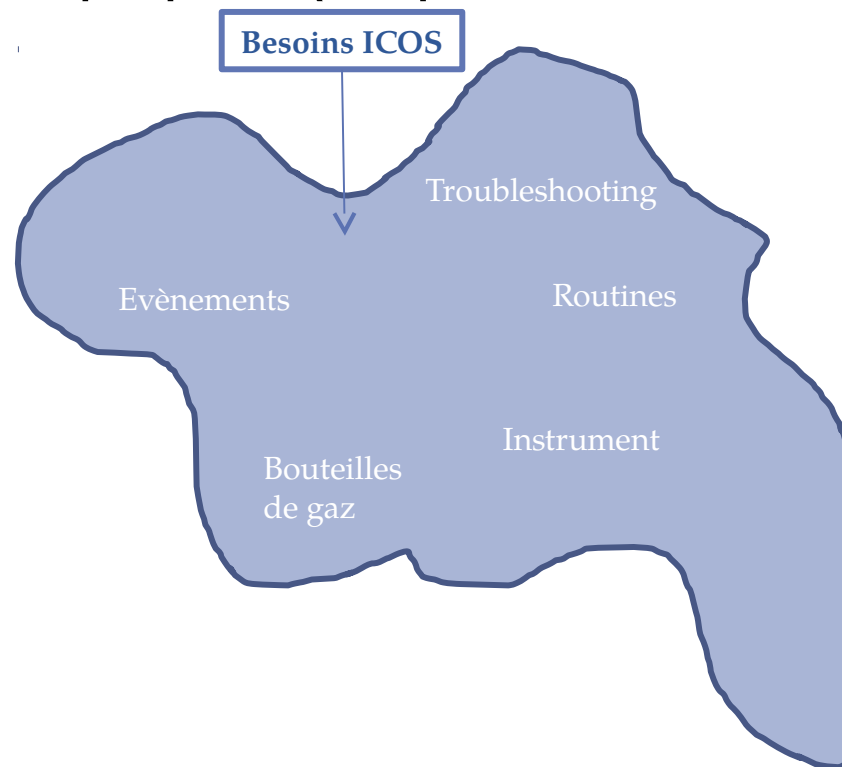 Besoins ICOS
Troubleshooting
Evènements
Routines
Instrument
Bouteilles
de gaz